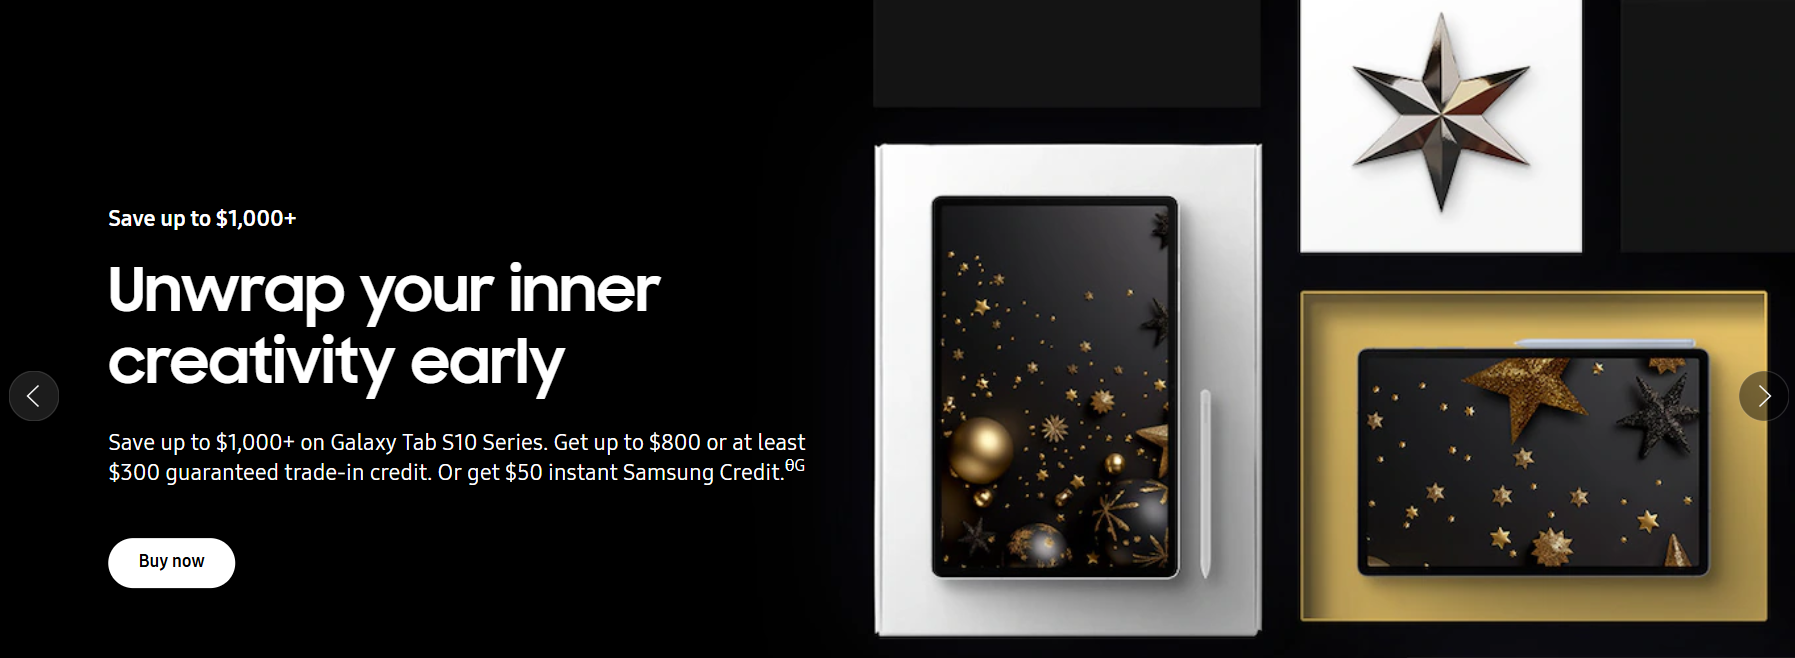 Save up to $1,000+
Unwrap your inner
creativity early
Save up to $1,000+ on Galaxy Tab S10 Series. Get up to $800 or at least
$300 guaranteed trade-in credit. Or get $50 instant Samsung Credit.θG
Buy now